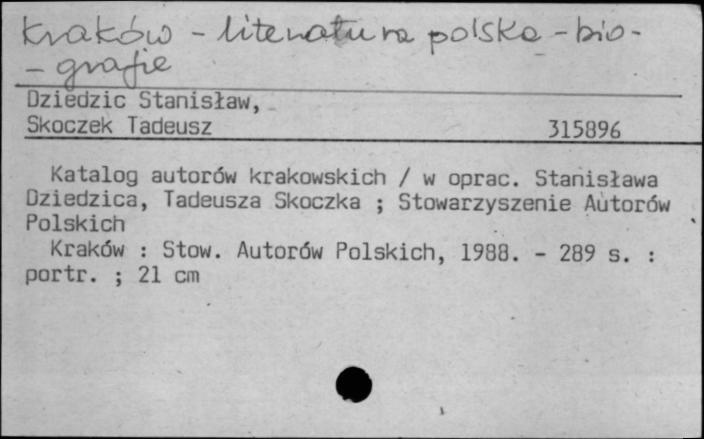 Kraków - literatura polska - bio-
- grafie
Dziedzic Stanisław,
Skoczek Tadeusz 315896
Katalog autorów krakowskich / w oprac. Stanisława
Dziedzica, Tadeusza Skoczka ; Stowarzyszenie Autorów
Polskich
Kraków : Stow. Autorów Polskich, 1988. - 289 s. :
portr. ; 21 cm